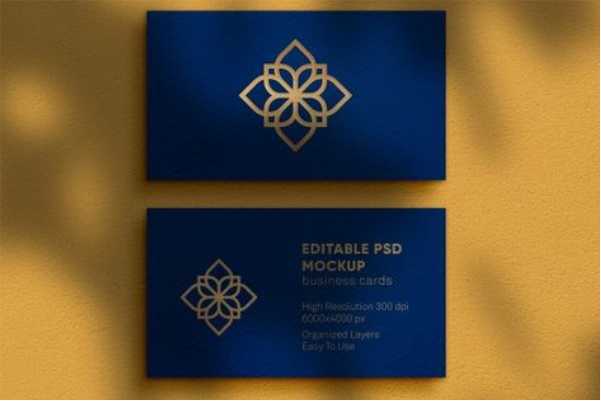 EDITABLE PSD
MOCKUP
business cards
High Resolution 300 dpi
6000x4000 px
Organized Layers
Easy To Use